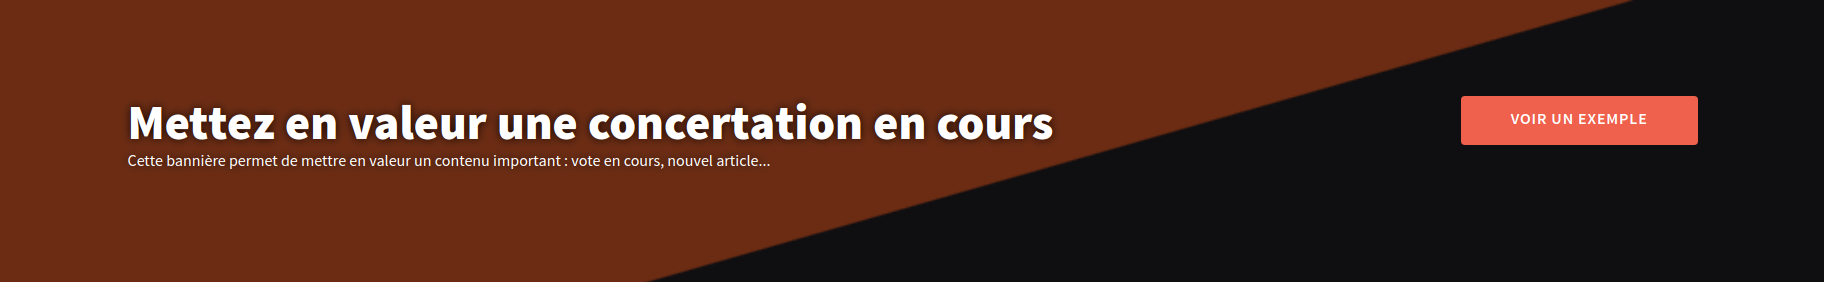 Mettez en valeur une concertation en cours
Cette bannière permet de mettre en valeur un contenu important : vote en cours, nouvel article...
VOIR UN EXEMPLE